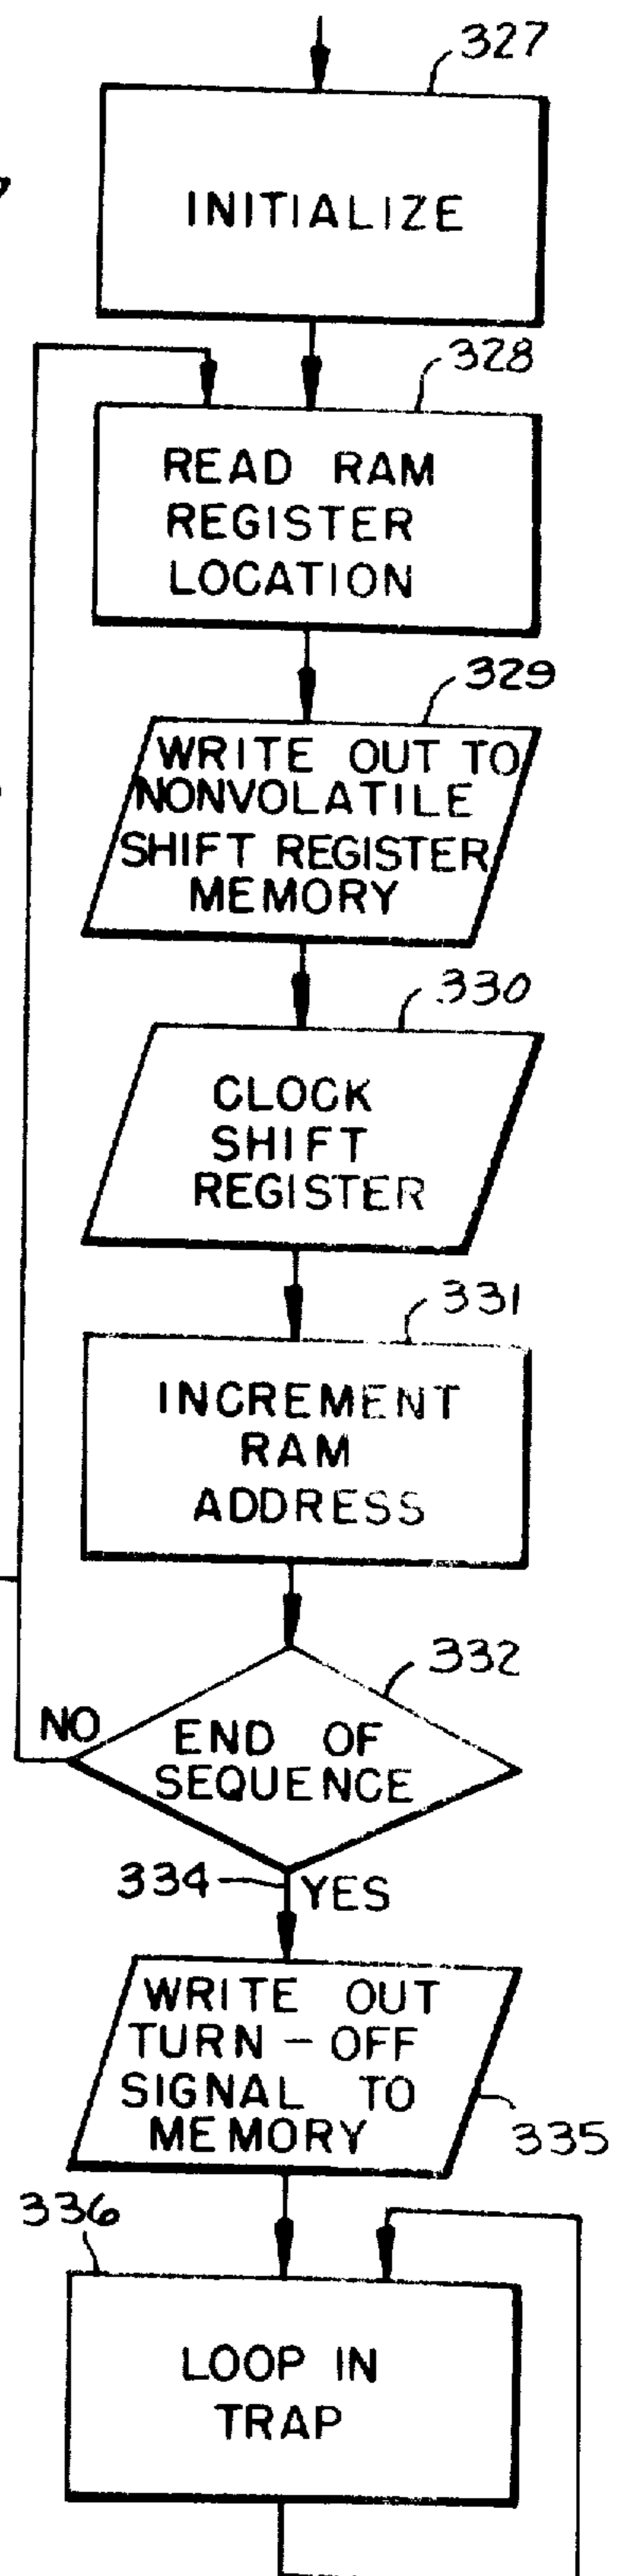 327
INITIALIZE
328
READ RAM
REGISTER
LOCATION
329
WRITE OUT TO
NONVOLATILE
SHIFT REGISTER
MEMORY
330
CLOCK
SHIFT
REGISTER
331
INCREMENT
RAM
ADDRESS
332
NO
END OF
SEQUENCE
334
YES
WRITE OUT
TURN - OFF
SIGNAL TO
MEMORY
335
336
LOOP IN
TRAP